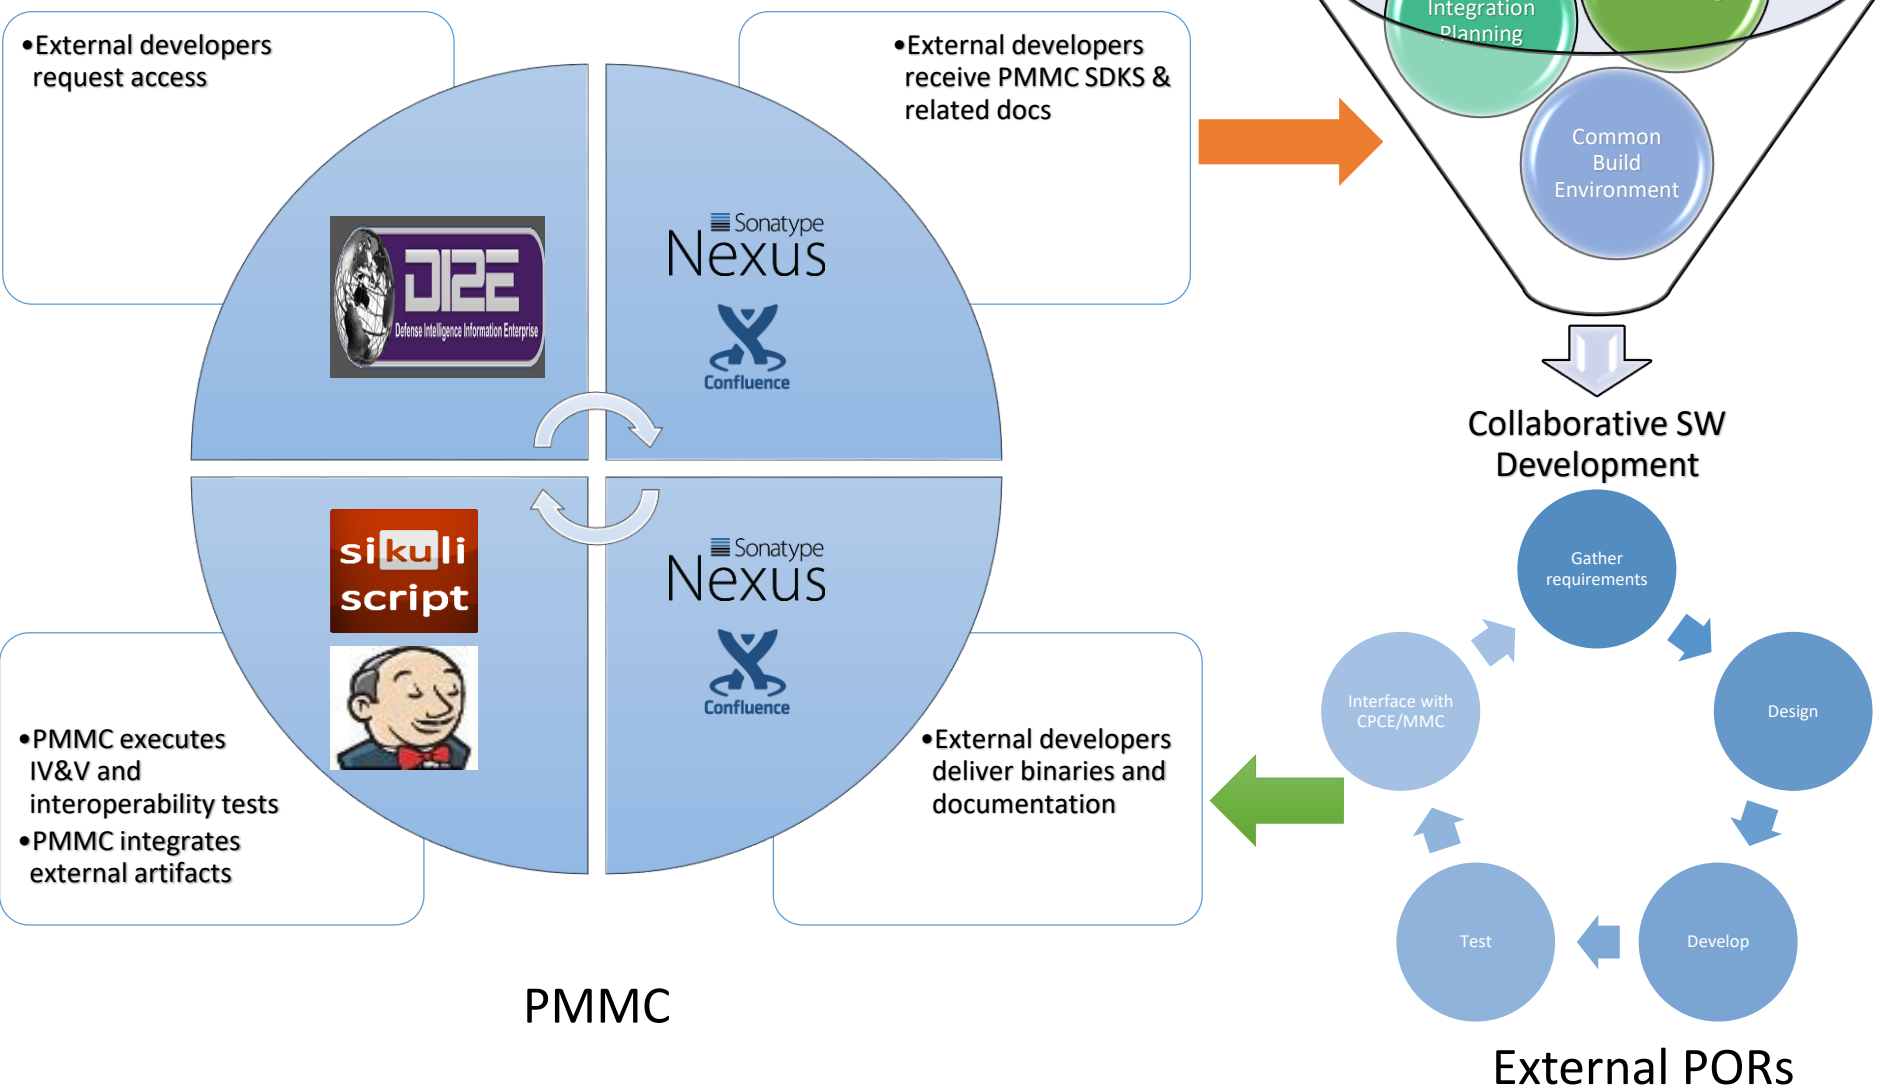 •External developers
request access
•External developers
receive PMMC SDKS &
related docs
DI2E
Defense Intelligence Information Enterprise
Sonatype
Nexus
Confluence
sikuli
script
Sonatype
Nexus
Confluence
•PMMC executes
IV&V and
interoperability tests
•PMMC integrates
external artifacts
•External developers
deliver binaries and
documentation
PMMC
Integration
Planning
Common
Build
Environment
Collaborative SW
Development
Gather
requirements
Design
Develop
Test
Interface with
CPCE/MMC
External PORs